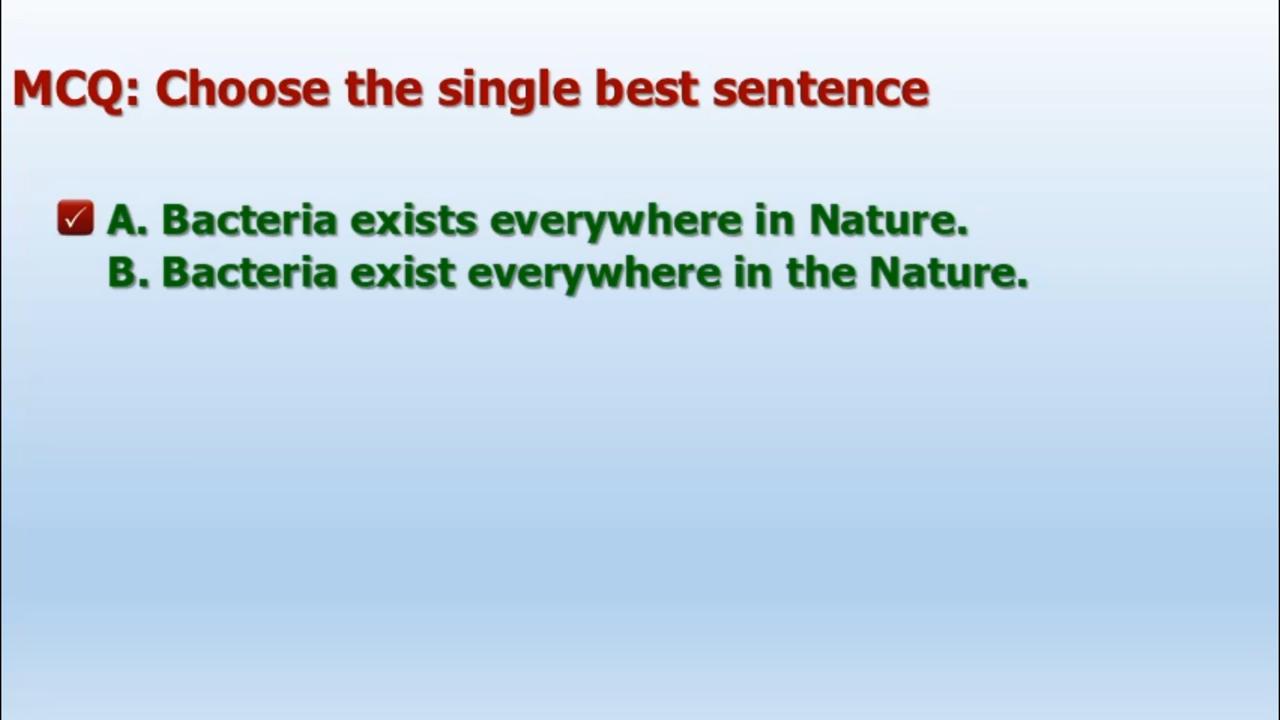 MCQ: Choose the single best sentence
A. Bacteria exists everywhere in Nature.
B. Bacteria exist everywhere in the Nature.